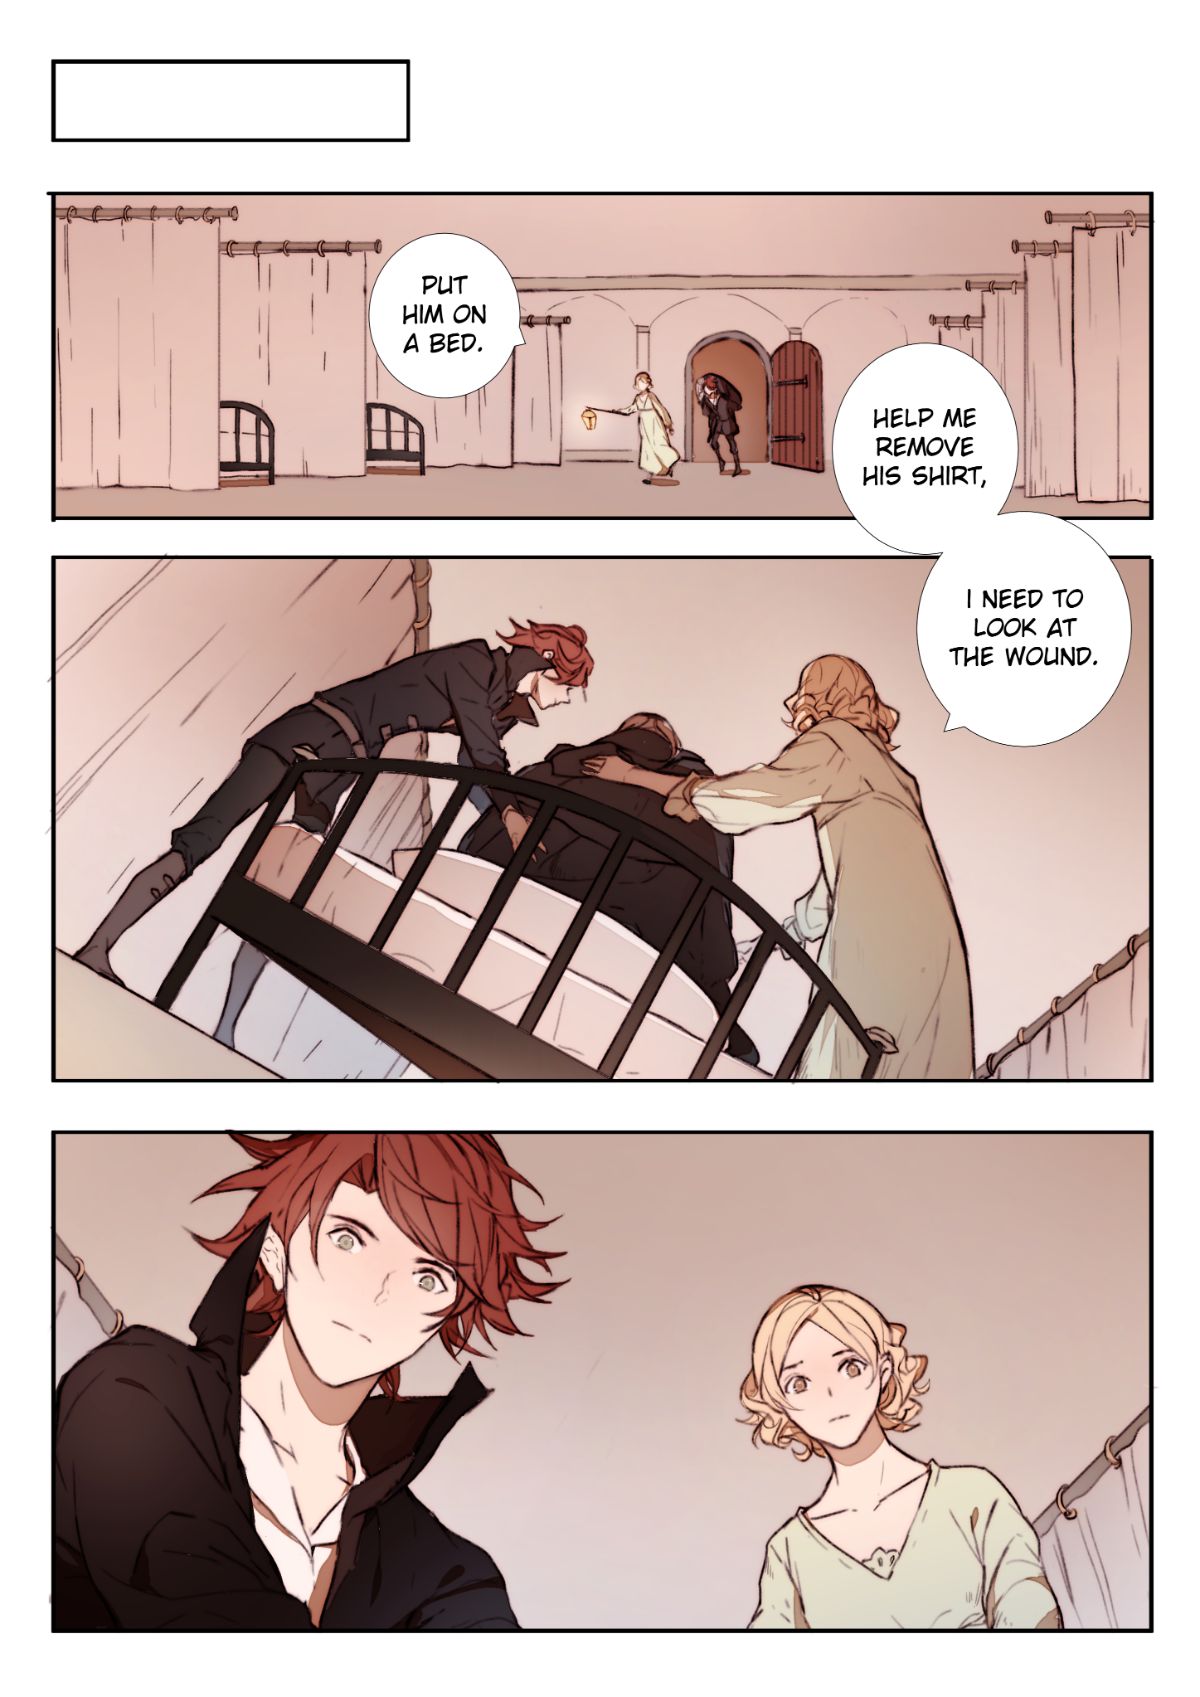 PUT
HIM ON
A BED.
HELP ME
REMOVE
HIS SHIRT,
I NEED TO
LOOK AT
THE WOUND.